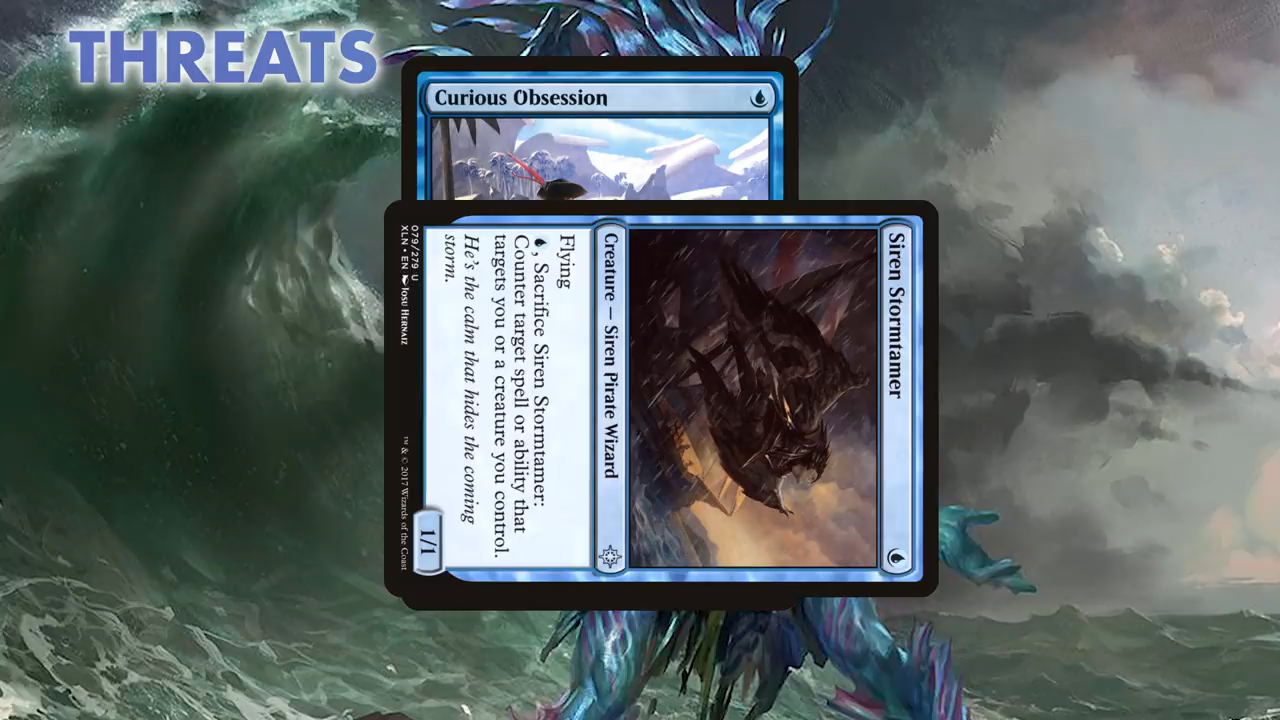 THREATS
Curious Obsession
Siren Stormtamer
Creature — Siren Pirate Wizard
Flying
, Sacrifice Siren Stormtamer:
Counter target spell or ability that
targets you or a creature you control.
He's the calm that hides the coming
storm.
1/1
079/279 U
XLN • EN Josu Hernaiz
™ & © 2017 Wizards of the Coast